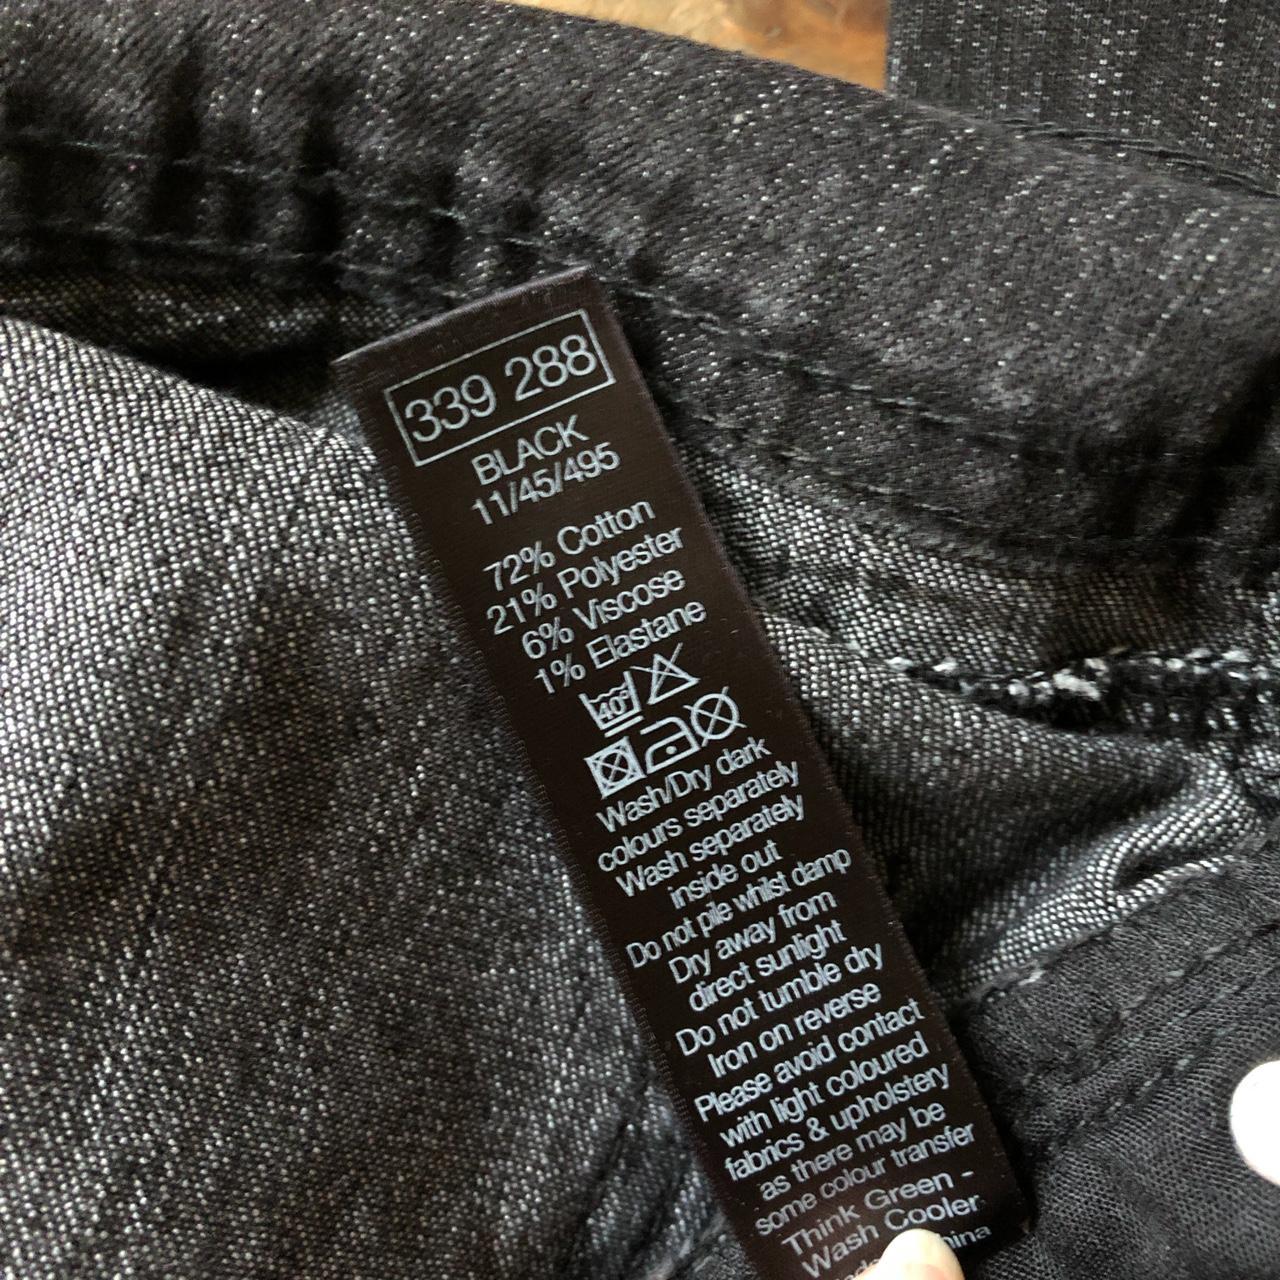 339 288
BLACK
11/45/495
72% Cotton
21% Polyester
6% Viscose
1% Elastane
40°
Wash/Dry dark
colours separately
Wash separately
inside out
Do not pile whilst damp
Dry away from
direct sunlight
Do not tumble dry
Iron on reverse
Please avoid contact
with light coloured
fabrics & upholstery
as there may be
some colour transfer
Think Green -
Wash Cooler